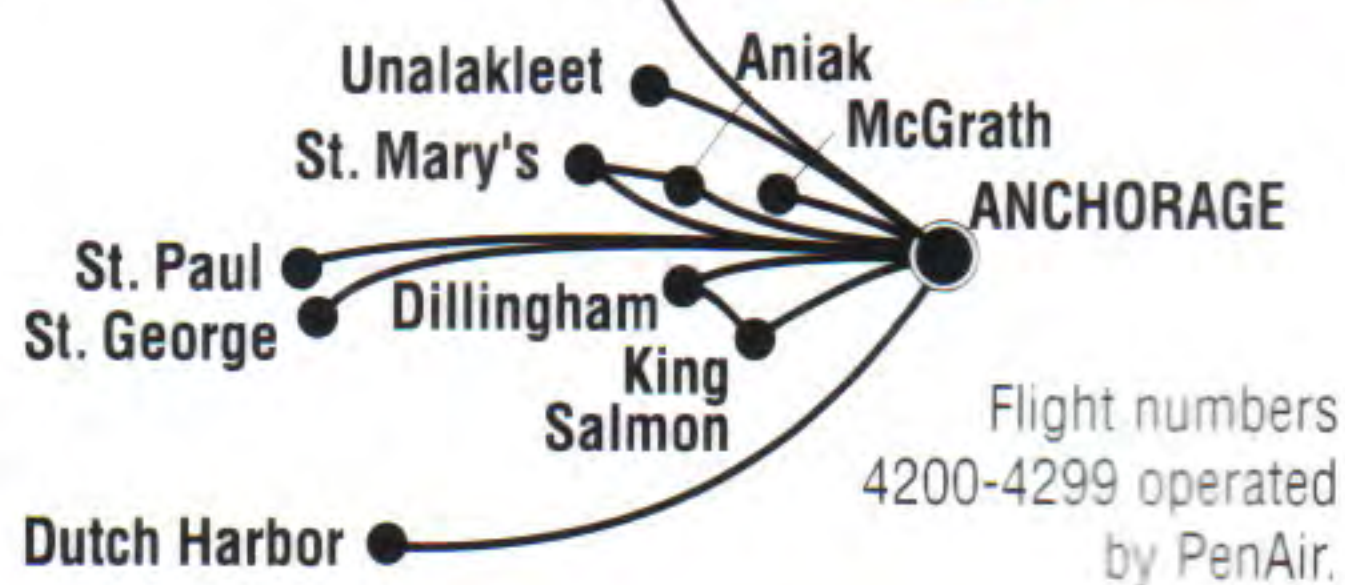 Unalakleet
Aniak
McGrath
St. Mary's
ANCHORAGE
St. Paul
St. George
Dillingham
King
Salmon
Dutch Harbor
Flight numbers
4200-4299 operated
by PenAir.